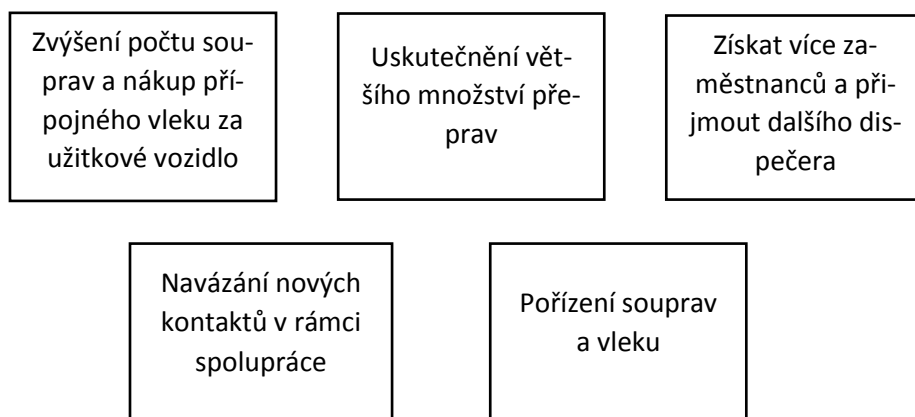 Zvýšení počtu sou-
prav a nákup pří-
pojného vleku za
užitkové vozidlo
Uskutečnění vět-
šího množství pře-
prav
Získat více za-
městnanců a při-
jmout dalšího dis-
pečera
Navázání nových
kontaktů v rámci
spolupráce
Pořízení souprav
a vleku